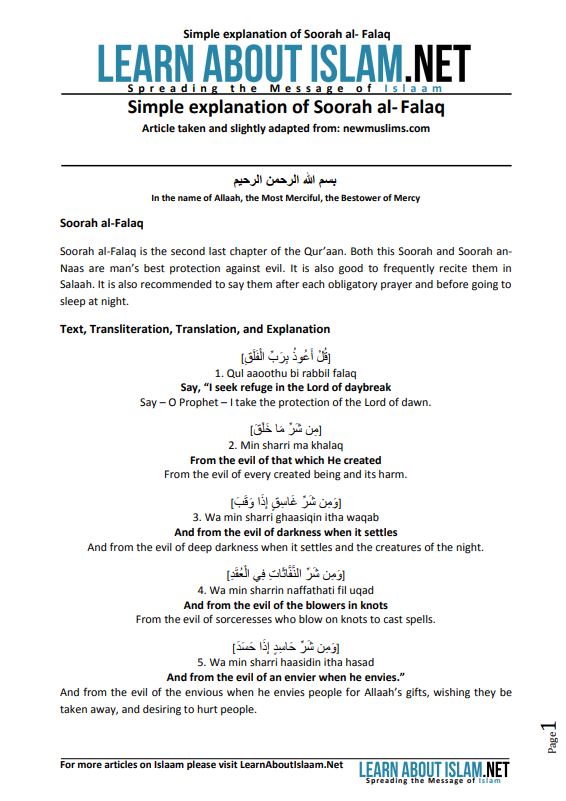 Simple explanation of Soorah al- Falaq
LEARN ABOUT ISLAM.NET
Spreading the Message of Islaam
Simple explanation of Soorah al- Falaq
Article taken and slightly adapted from: newmuslims.com
بسم الله الرحمن الرحيم
In the name of Allaah, the Most Merciful, the Bestower of Mercy
Soorah al-Falaq
Soorah al-Falaq is the second last chapter of the Qur’aan. Both this Soorah and Soorah an-
Naas are man’s best protection against evil. It is also good to frequently recite them in
Salaah. It is also recommended to say them after each obligatory prayer and before going to
sleep at night.
Text, Transliteration, Translation, and Explanation
[قُلْ أَعُوذُ بِرَبِّ الْفَلَقِ]
1. Qul aaoothu bi rabbil falaq
Say, “I seek refuge in the Lord of daybreak
Say – O Prophet – I take the protection of the Lord of dawn.
[مِن شَرِّ مَا خَلَقَ]
2. Min sharri ma khalaq
From the evil of that which He created
From the evil of every created being and its harm.
[وَمِن شَرِّ غَاسِقٍ إِذَا وَقَبَ]
3. Wa min sharri ghaasiqin itha waqab
And from the evil of darkness when it settles
And from the evil of deep darkness when it settles and the creatures of the night.
[وَمِن شَرِّ النَّفَّاثَاتِ فِي الْعُقَدِ]
4. Wa min sharrin naffathati fil uqad
And from the evil of the blowers in knots
From the evil of sorceresses who blow on knots to cast spells.
[وَمِن شَرِّ حَاسِدٍ إِذَا حَسَدَ]
5. Wa min sharri haasidin itha hasad
And from the evil of an envier when he envies.”
And from the evil of the envious when he envies people for Allaah’s gifts, wishing they be
taken away, and desiring to hurt people.
Page 1
For more articles on Islaam please visit LearnAboutIslaam.Net
LEARN ABOUT ISLAM.NET
Spreading the Message of Islam